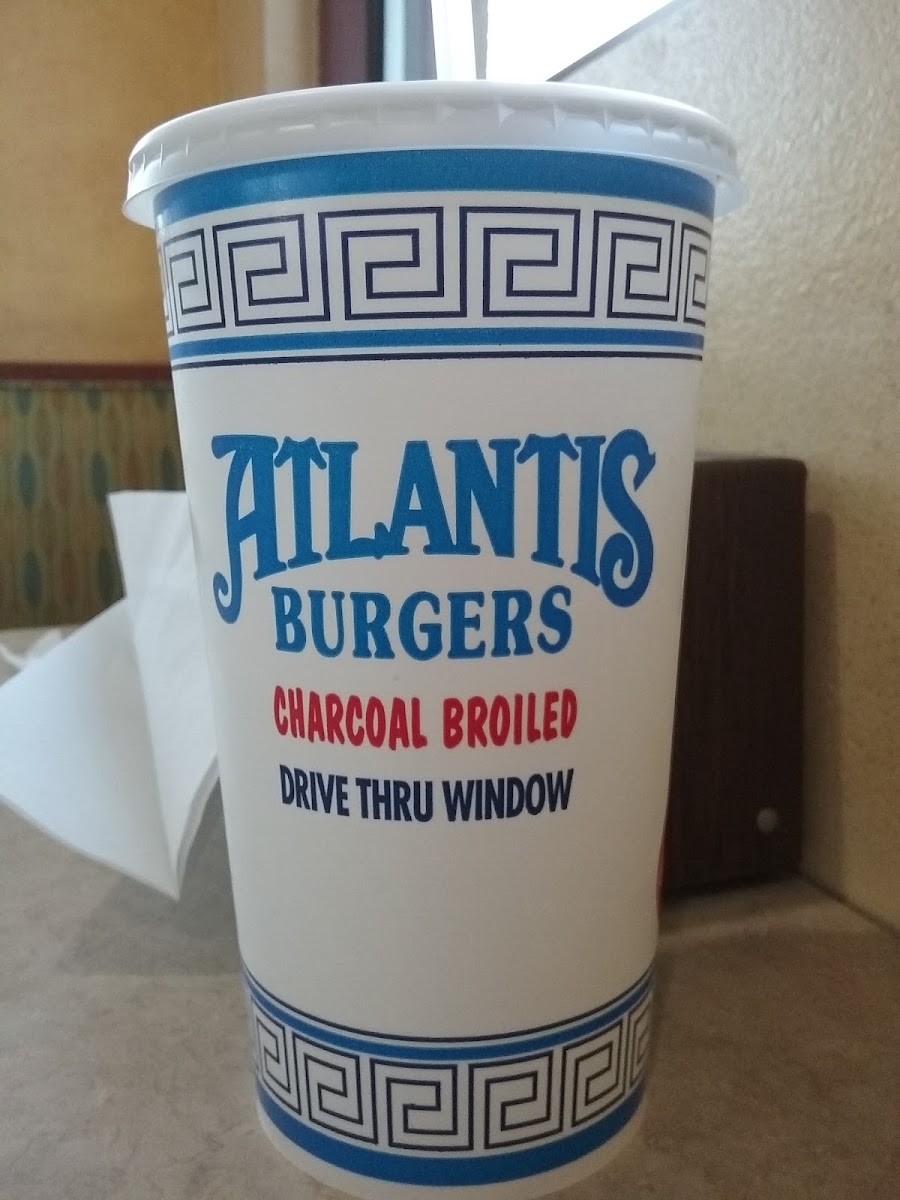 ATLANTIS
BURGERS
CHARCOAL BROILED
DRIVE THRU WINDOW